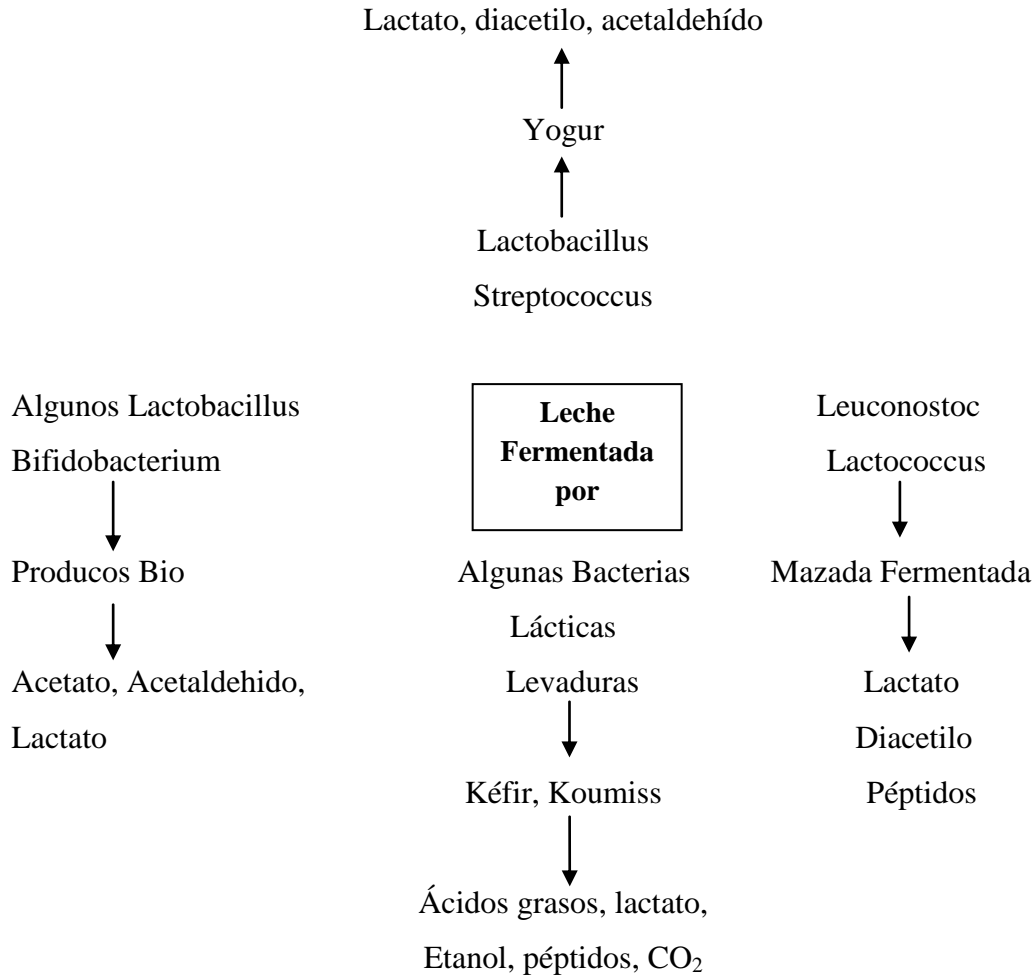 Lactato, diacetilo, acetaldehído
Yogur
Lactobacillus
Streptococcus
Algunos Lactobacillus
Bifidobacterium
Producos Bio
Acetato, Acetaldehido,
Lactato
Leche
Fermentada
por
Algunas Bacterias
Lácticas
Levaduras
Kéfir, Koumiss
Ácidos grasos, lactato,
Etanol, péptidos, CO₂
Leuconostoc
Lactococcus
Mazada Fermentada
Lactato
Diacetilo
Péptidos